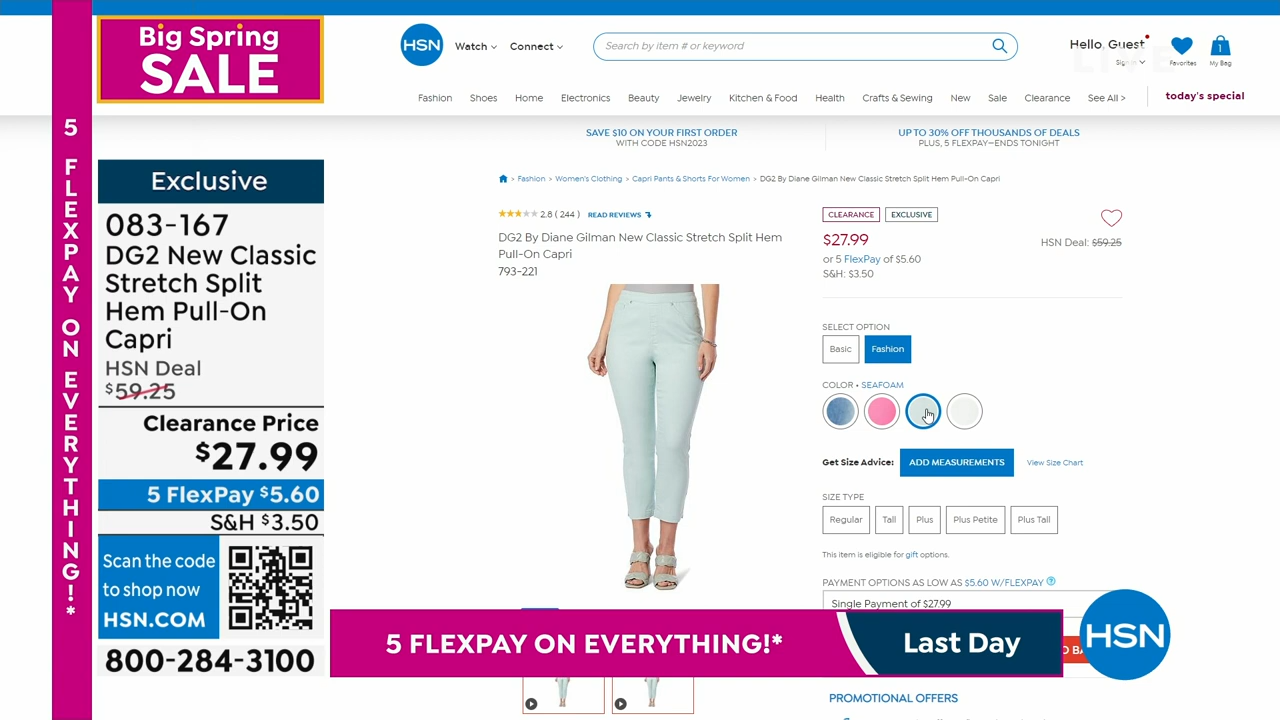 Big Spring
SALE
5 FLEXPAY ON EVERYTHING!*
Exclusive
083-167
DG2 New Classic
Stretch Split
Hem Pull-On
Capri
HSN Deal
$59.25
Clearance Price
$27.99
5 FlexPay $5.60
S&H $3.50
Scan the code
to shop now
HSN.COM
800-284-3100
HSN
Watch
Connect
Search by item # or keyword
Hello, Guest
Favorites
1
My Bag
Fashion Shoes Home Electronics Beauty Jewelry Kitchen & Food Health Crafts & Sewing New Sale Clearance See All >
today's special
SAVE $10 ON YOUR FIRST ORDER
WITH CODE HSN2023
UP TO 30% OFF THOUSANDS OF DEALS
PLUS, 5 FLEXPAY—ENDS TONIGHT
> Fashion > Women's Clothing > Capri Pants & Shorts For Women > DG2 By Diane Gilman New Classic Stretch Split Hem Pull-On Capri
2.8 ( 244 ) READ REVIEWS
DG2 By Diane Gilman New Classic Stretch Split Hem
Pull-On Capri
793-221
CLEARANCE EXCLUSIVE
$27.99
HSN Deal: $59.25
or 5 FlexPay of $5.60
S&H: $3.50
SELECT OPTION
Basic Fashion
COLOR • SEAFOAM
Get Size Advice: ADD MEASUREMENTS View Size Chart
SIZE TYPE
Regular Tall Plus Plus Petite Plus Tall
This item is eligible for gift options.
PAYMENT OPTIONS AS LOW AS $5.60 W/FLEXPAY
Single Payment of $27.99
5 FLEXPAY ON EVERYTHING!*
Last Day
HSN
PROMOTIONAL OFFERS